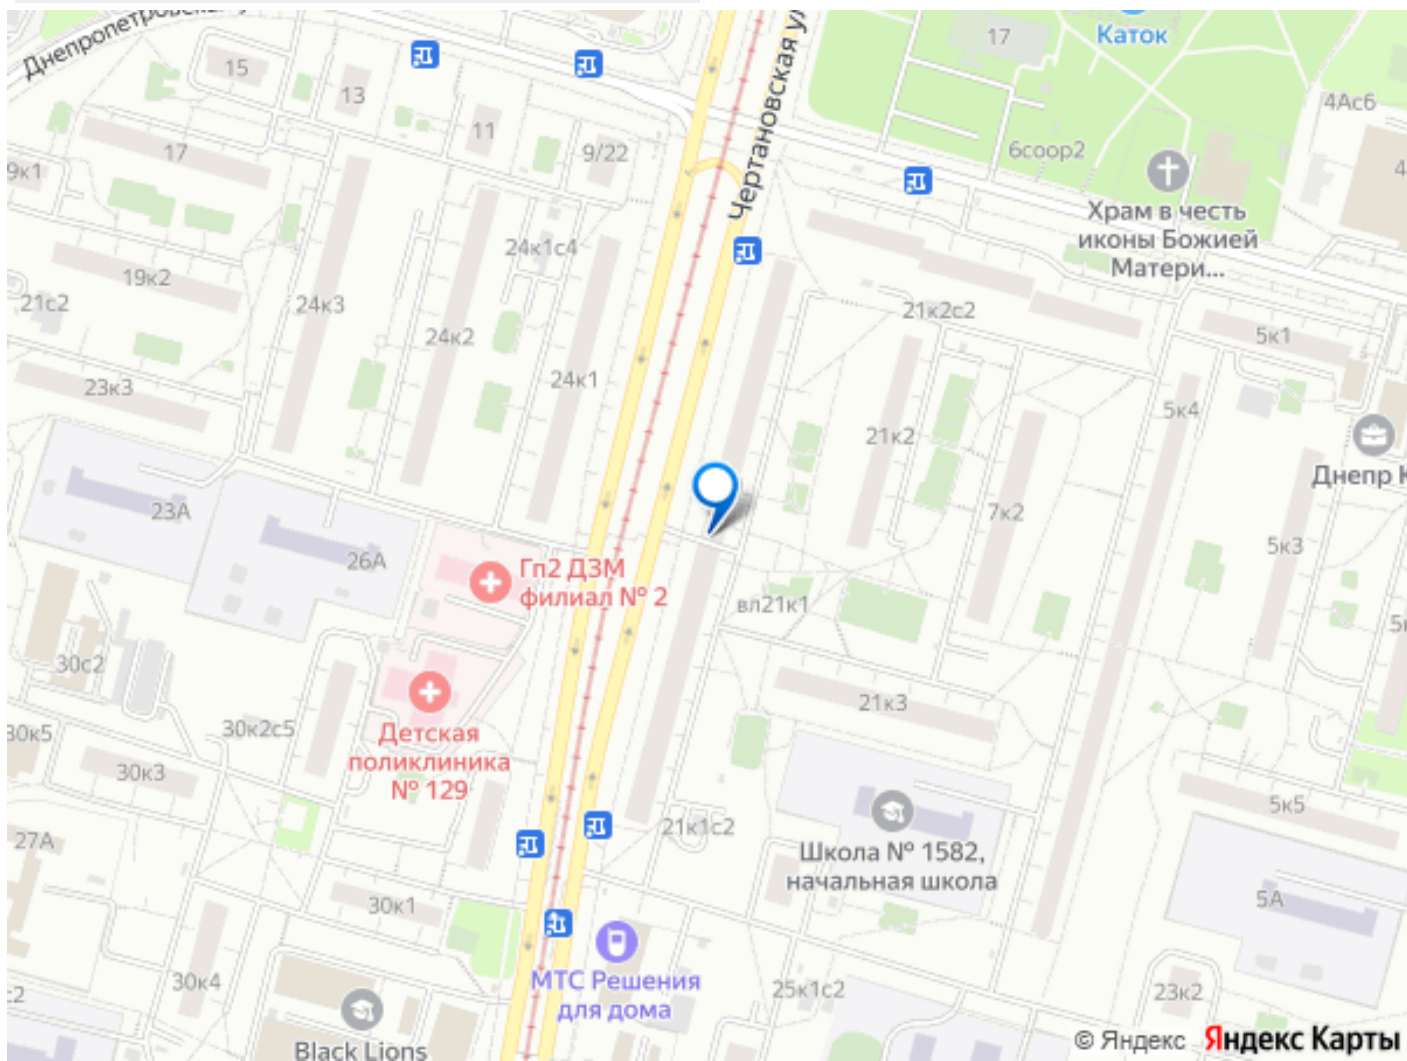 Днепропетровская ул
Чертановская ул
17
Каток
4Ас6
15
13
11
9/22
6соор2
17
9к1
Храм в честь
иконы Божией
Матери...
24к1с4
19к2
21с2
24к3
24к2
21к2с2
5к1
24к1
23к3
5к4
21к2
Днепр К
23А
7к2
5к3
26А
Гп2 ДЗМ
филиал № 2
вл21к1
30с2
21к3
30к5
30к2с5
Детская
поликлиника
№ 129
30к3
5к5
27А
21к1с2
Школа № 1582,
начальная школа
5А
30к1
30к4
МТС Решения
для дома
25к1с2
23к2
Black Lions
© Яндекс Яндекс Карты